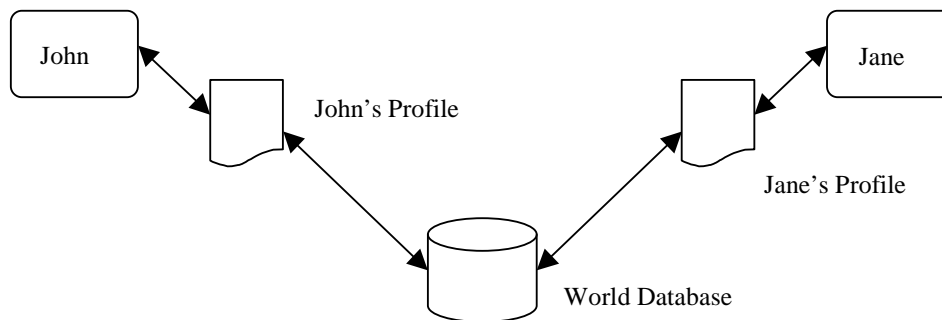 John
Jane
John’s Profile
Jane’s Profile
World Database